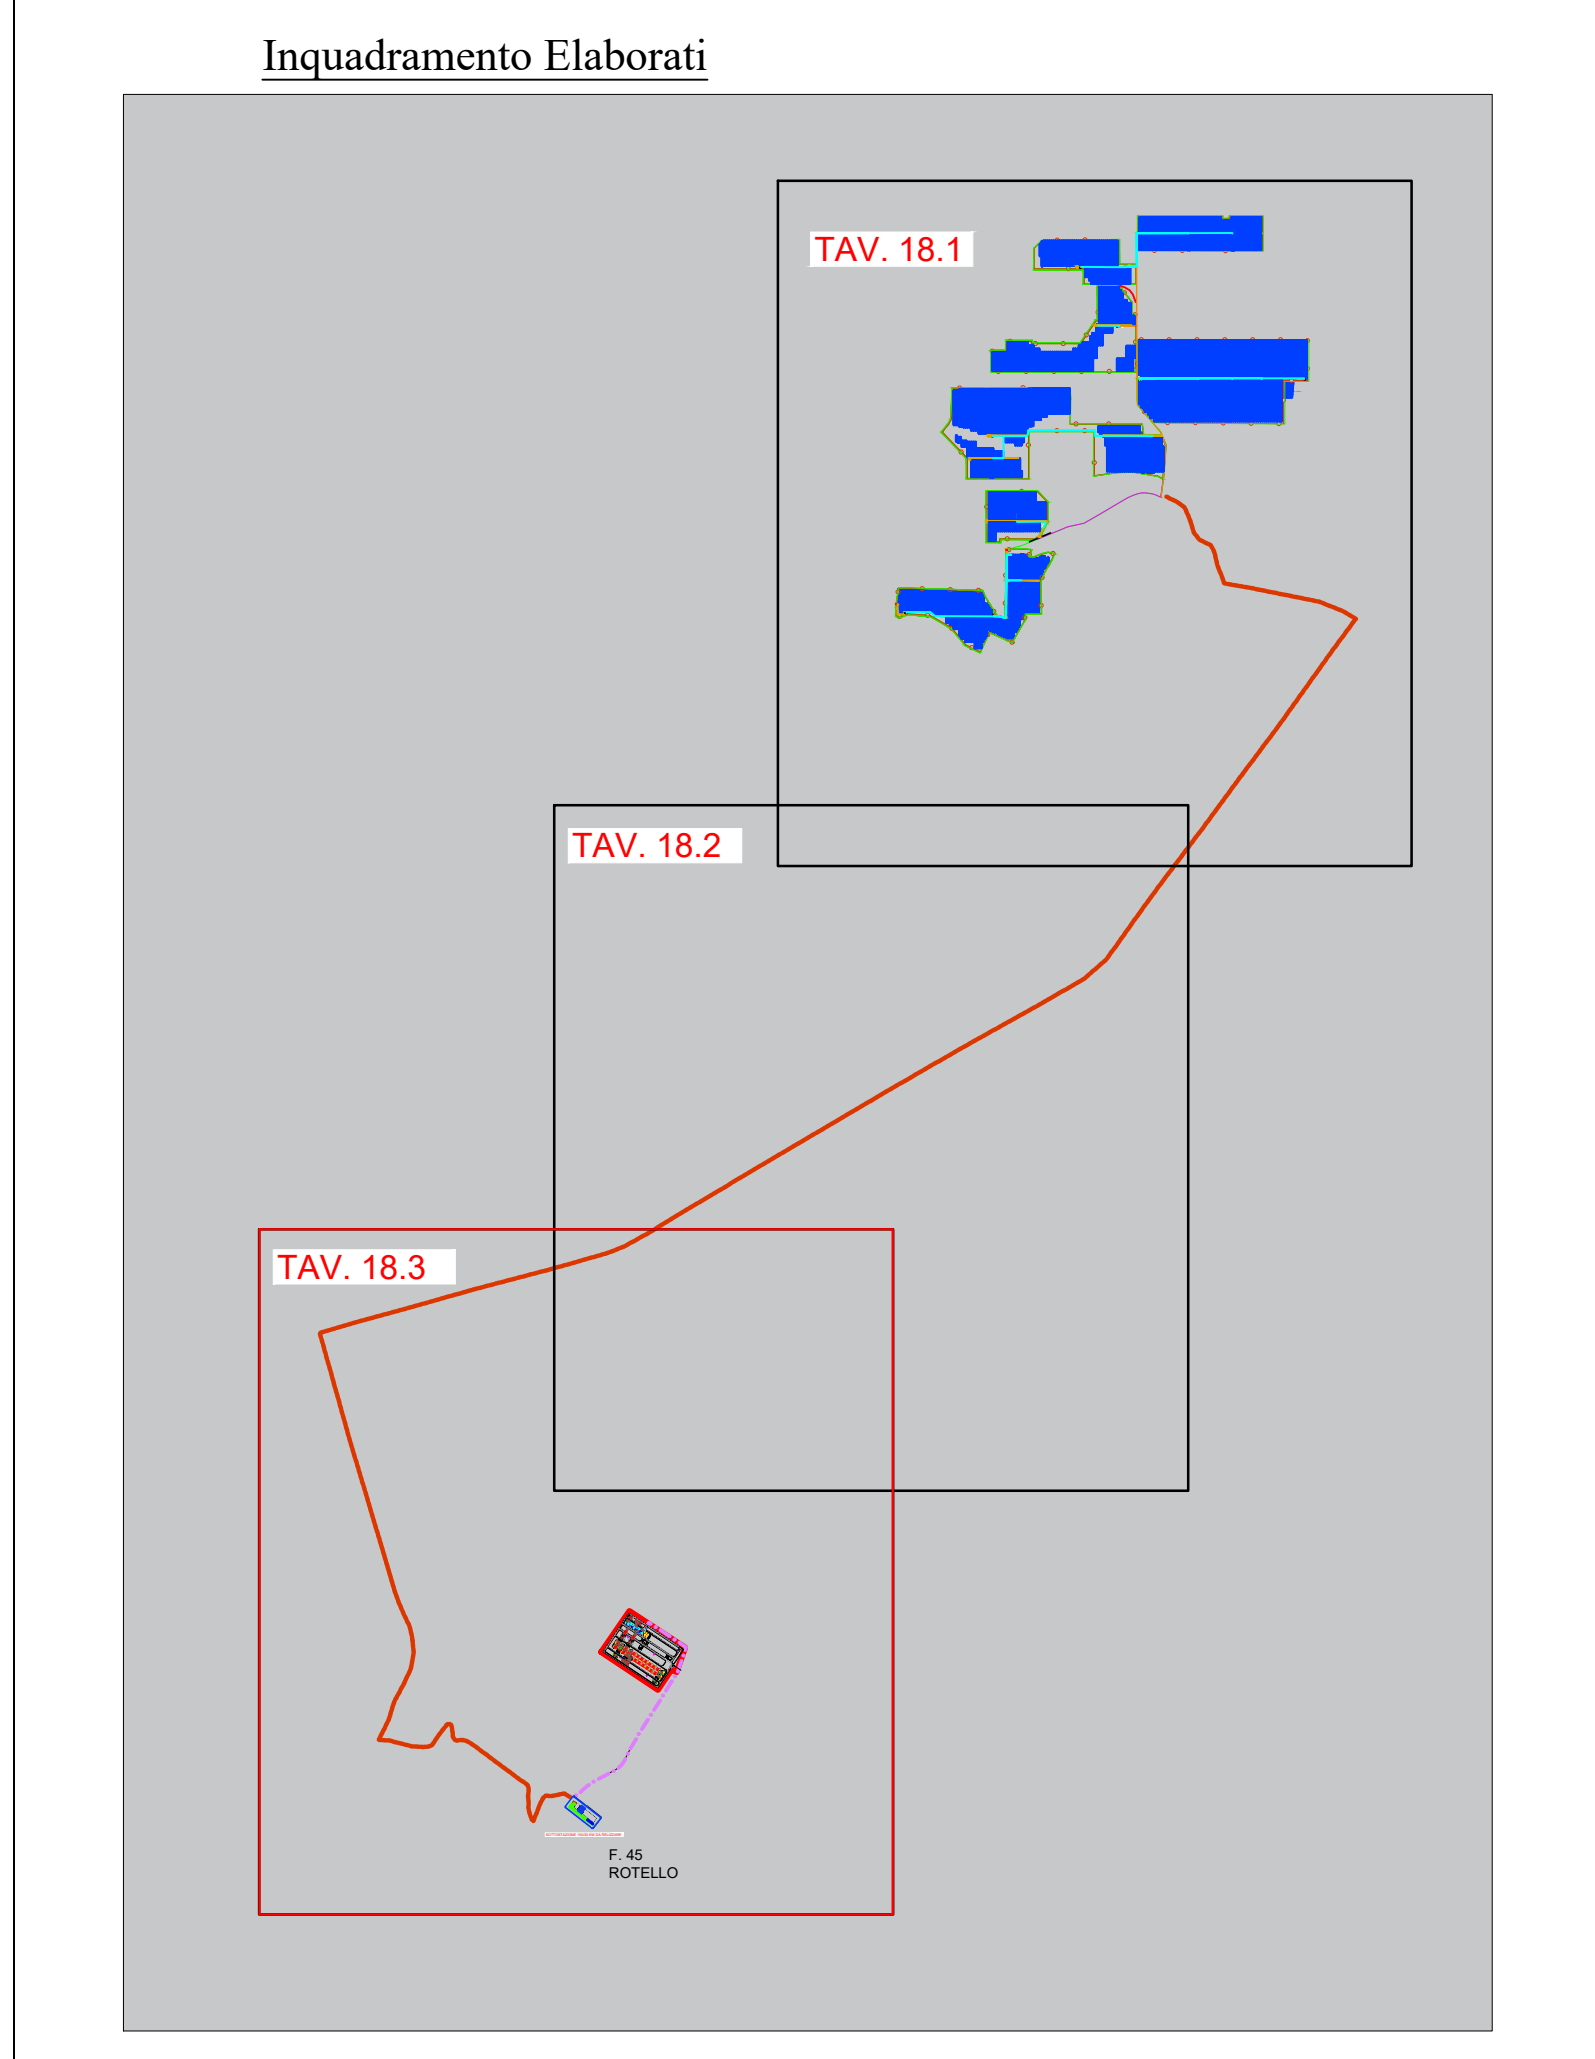 Inquadramento Elaborati
TAV. 18.1
TAV. 18.2
TAV. 18.3
F. 45
ROTELLO